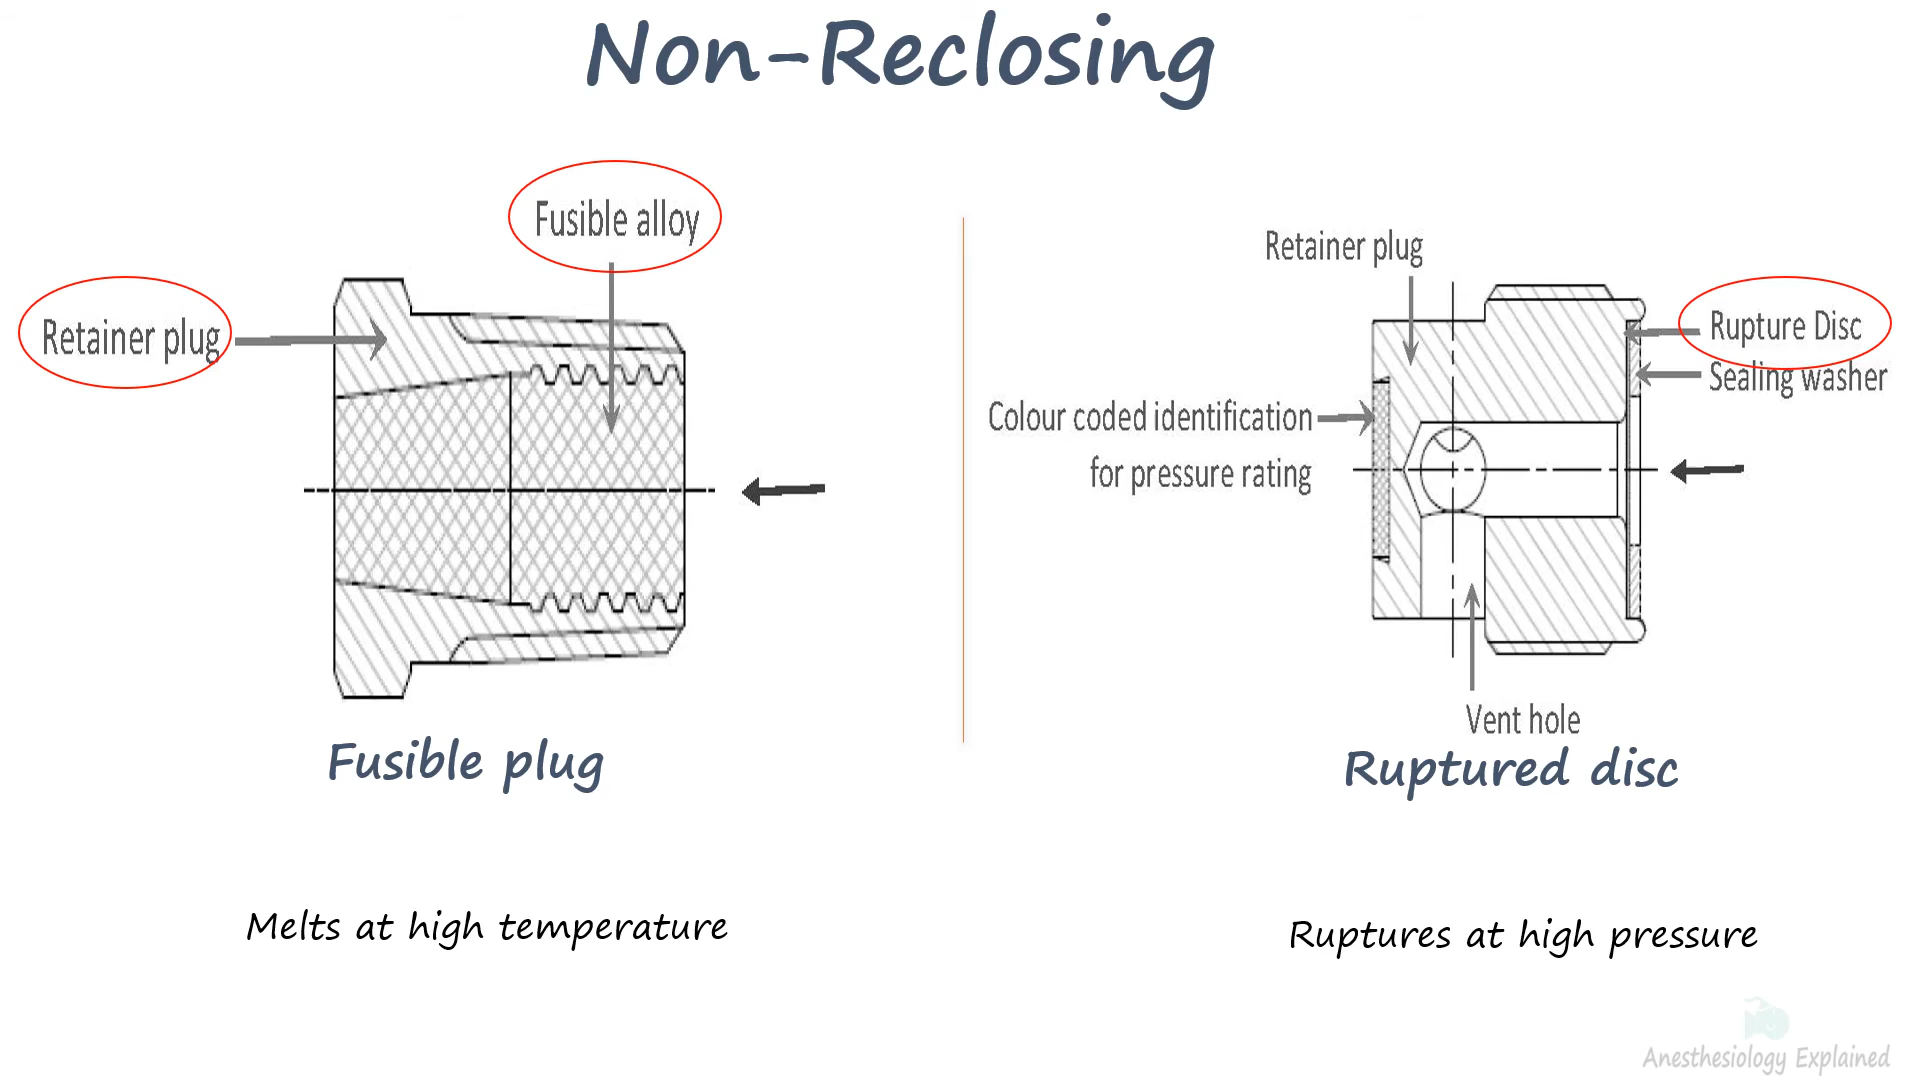 Non-Reclosing
Fusible alloy
Retainer plug
Fusible plug
Melts at high temperature
Retainer plug
Rupture Disc
Sealing washer
Colour coded identification
for pressure rating
Vent hole
Ruptured disc
Ruptures at high pressure
Anesthesiology Explained